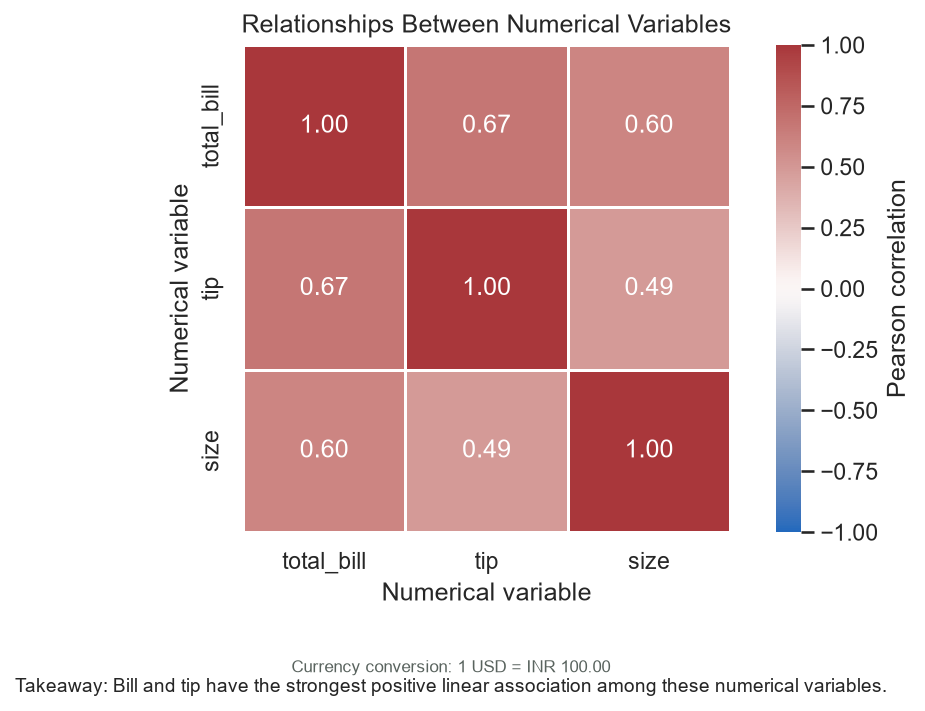 Relationships Between Numerical Variables
total_bill
tip
size
Numerical variable
1.00 0.67 0.60
0.67 1.00 0.49
0.60 0.49 1.00
total_bill tip size
Numerical variable
1.00
0.75
0.50
0.25
0.00
−0.25
−0.50
−0.75
−1.00
Pearson correlation
Currency conversion: 1 USD = INR 100.00
Takeaway: Bill and tip have the strongest positive linear association among these numerical variables.